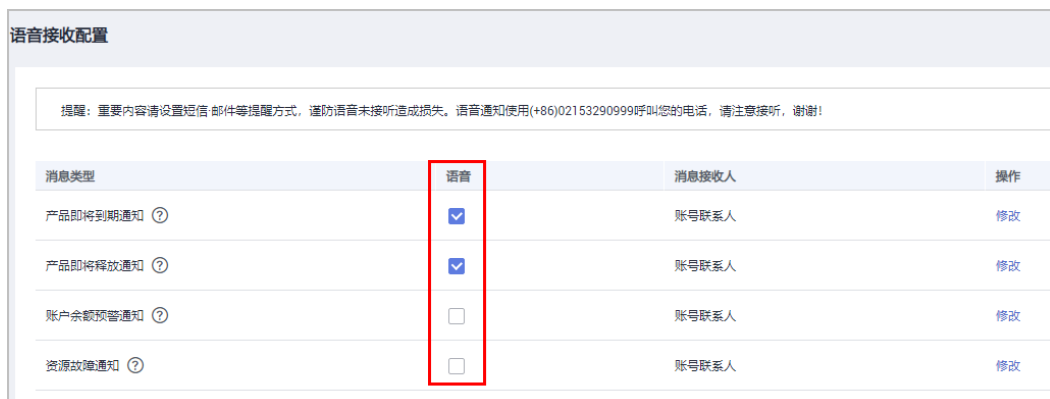 语音接收配置
提醒：重要内容请设置短信·邮件等提醒方式，谨防语音未接听造成损失。语音通知使用(+86)02153290999呼叫您的电话，请注意接听，谢谢！
消息类型 语音 消息接收人 操作
产品即将到期通知 ? 账号联系人 修改
产品即将释放通知 ? 账号联系人 修改
账户余额预警通知 ? 账号联系人 修改
资源故障通知 ? 账号联系人 修改